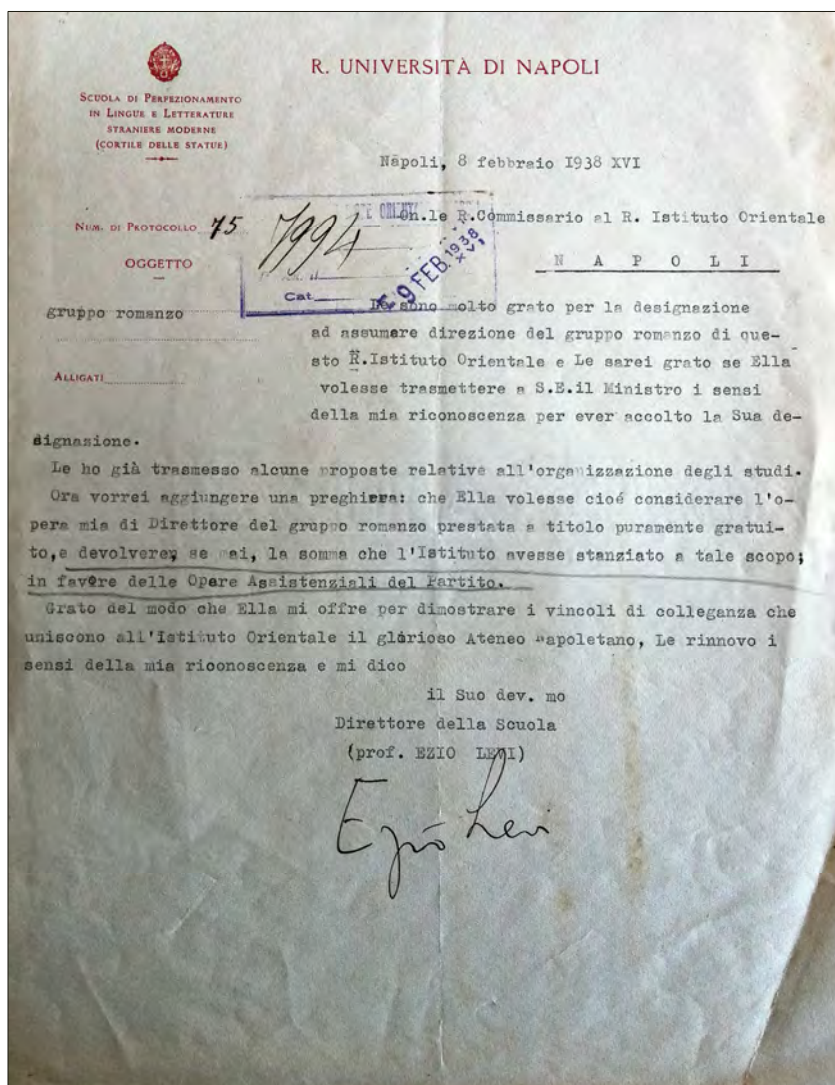 R. UNIVERSITÀ DI NAPOLI
SCUOLA DI PERFEZIONAMENTO
IN LINGUE E LETTERATURE
STRANIERE MODERNE
(CORTILE DELLE STATUE)
Nàpoli, 8 febbraio 1938 XVI
NUM. DI PROTOCOLLO 75
7994
Cat.
9 FEB. 1938
XVI
On.le R.Commissario al R. Istituto Orientale
N A P O L I
OGGETTO
gruppo romanzo
ALLIGATI
Le sono molto grato per la designazione
ad assumere direzione del gruppo romanzo di que-
sto R.Istituto Orientale e Le sarei grato se Ella
volesse trasmettere a S.E.il Ministro i sensi
della mia riconoscenza per ever accolto la Sua de-
signazione.
Le ho già trasmesso alcune proposte relative all'organizzazione degli studi.
Ora vorrei aggiungere una preghiera: che Ella volesse cioé considerare l'o-
pera mia di Direttore del gruppo romanzo prestata a titolo puramente gratui-
to,e devolvere, se mai, la somma che l'Istituto avesse stanziato a tale scopo;
in favore delle Opere Assistenziali del Partito.
Grato del modo che Ella mi offre per dimostrare i vincoli di colleganza che
uniscono all'Istituto Orientale il glorioso Ateneo napoletano, Le rinnovo i
sensi della mia riconoscenza e mi dico
il Suo dev. mo
Direttore della Scuola
(prof. EZIO LEVI)
Ezio Levi